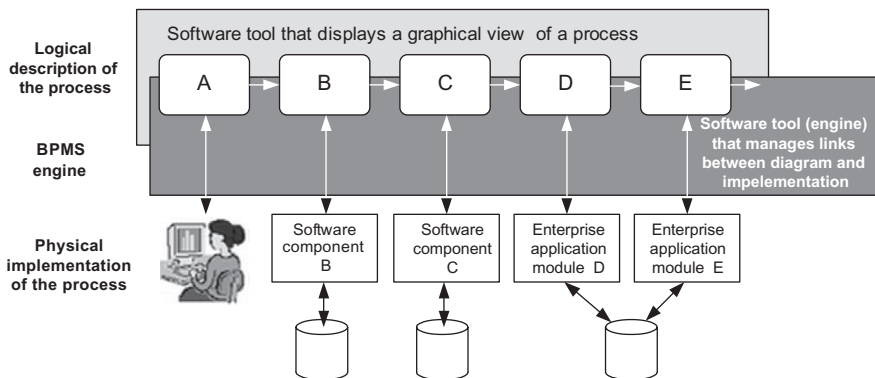 Logical
description of
the process
Software tool that displays a graphical view of a process
A
B
C
D
E
BPMS
engine
Software tool (engine)
that manages links
between diagram and
impelementation
Physical
implementation
of the process
Software
component
B
Software
component
C
Enterprise
application
module D
Enterprise
application
module E